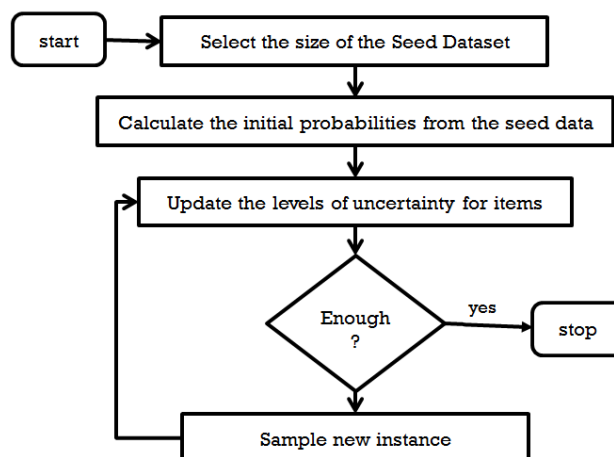 start
Select the size of the Seed Dataset
Calculate the initial probabilities from the seed data
Update the levels of uncertainty for items
Enough
?
yes
stop
Sample new instance